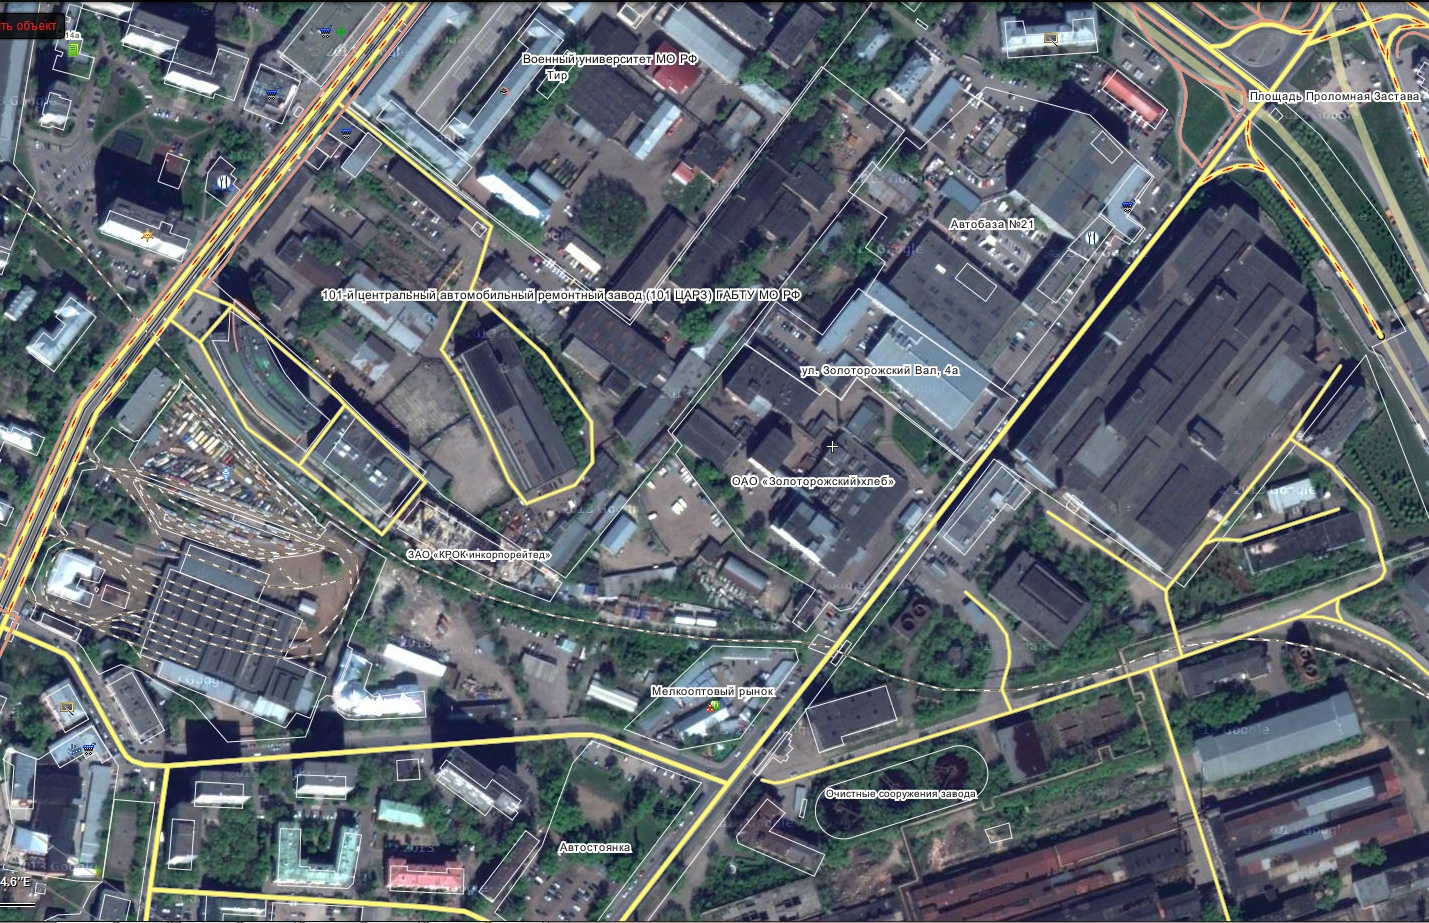 ть объект
14а
Военный университет МО РФ
Тир
Площадь Проломная Застава
Автобаза №21
101-й центральный автомобильный ремонтный завод (101 ЦАРЗ) ГАБТУ МО РФ
ул. Золоторожский Вал, 4а
ОАО «Золоторожский хлеб»
ЗАО «КРОК инкорпорейтед»
Мелкооптовый рынок
Очистные сооружения завода
Автостоянка
4.6"E